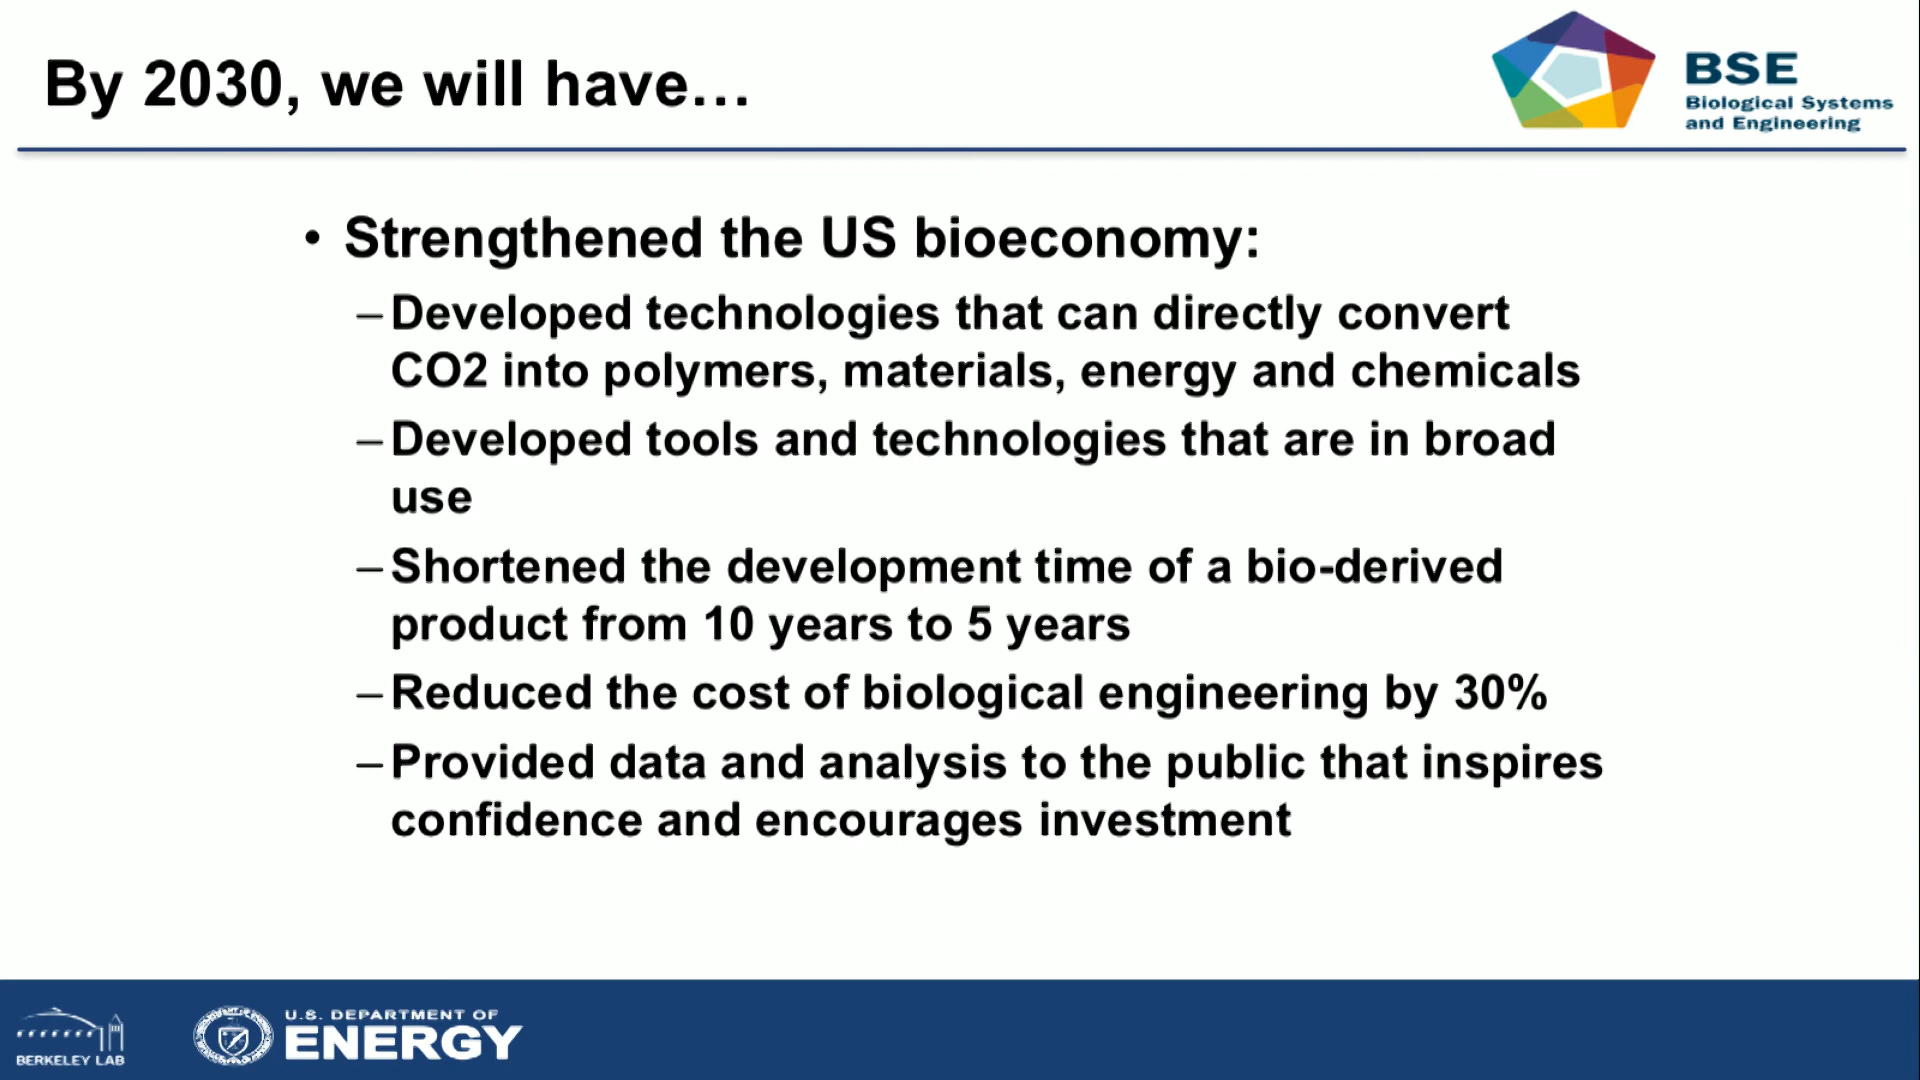 By 2030, we will have…
BSE
Biological Systems
and Engineering
• Strengthened the US bioeconomy:
– Developed technologies that can directly convert
CO2 into polymers, materials, energy and chemicals
– Developed tools and technologies that are in broad
use
– Shortened the development time of a bio-derived
product from 10 years to 5 years
– Reduced the cost of biological engineering by 30%
– Provided data and analysis to the public that inspires
confidence and encourages investment
BERKELEY LAB
U.S. DEPARTMENT OF
ENERGY